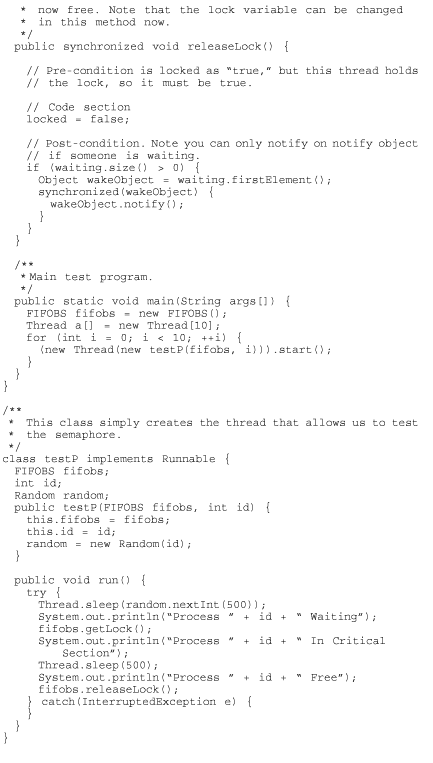 * now free. Note that the lock variable can be changed
* in this method now.
*/
public synchronized void releaseLock() {
// Pre-condition is locked as “true,” but this thread holds
// the lock, so it must be true.
// Code section
locked = false;
// Post-condition. Note you can only notify on notify object
// if someone is waiting.
if (waiting.size() > 0) {
Object wakeObject = waiting.firstElement();
synchronized(wakeObject) {
wakeObject.notify();
}
}
}
/**
* Main test program.
*/
public static void main(String args[]) {
FIFOBS fifobs = new FIFOBS();
Thread a[] = new Thread[10];
for (int i = 0; i < 10; ++i) {
(new Thread(new testP(fifobs, i))).start();
}
}
}
/**
* This class simply creates the thread that allows us to test
* the semaphore.
*/
class testP implements Runnable {
FIFOBS fifobs;
int id;
Random random;
public testP(FIFOBS fifobs, int id) {
this.fifobs = fifobs;
this.id = id;
random = new Random(id);
}
public void run() {
try {
Thread.sleep(random.nextInt(500));
System.out.println(“Process ” + id + “ Waiting”);
fifobs.getLock();
System.out.println(“Process ” + id + “ In Critical
Section”);
Thread.sleep(500);
System.out.println(“Process ” + id + “ Free”);
fifobs.releaseLock();
} catch(InterruptedException e) {
}
}
}